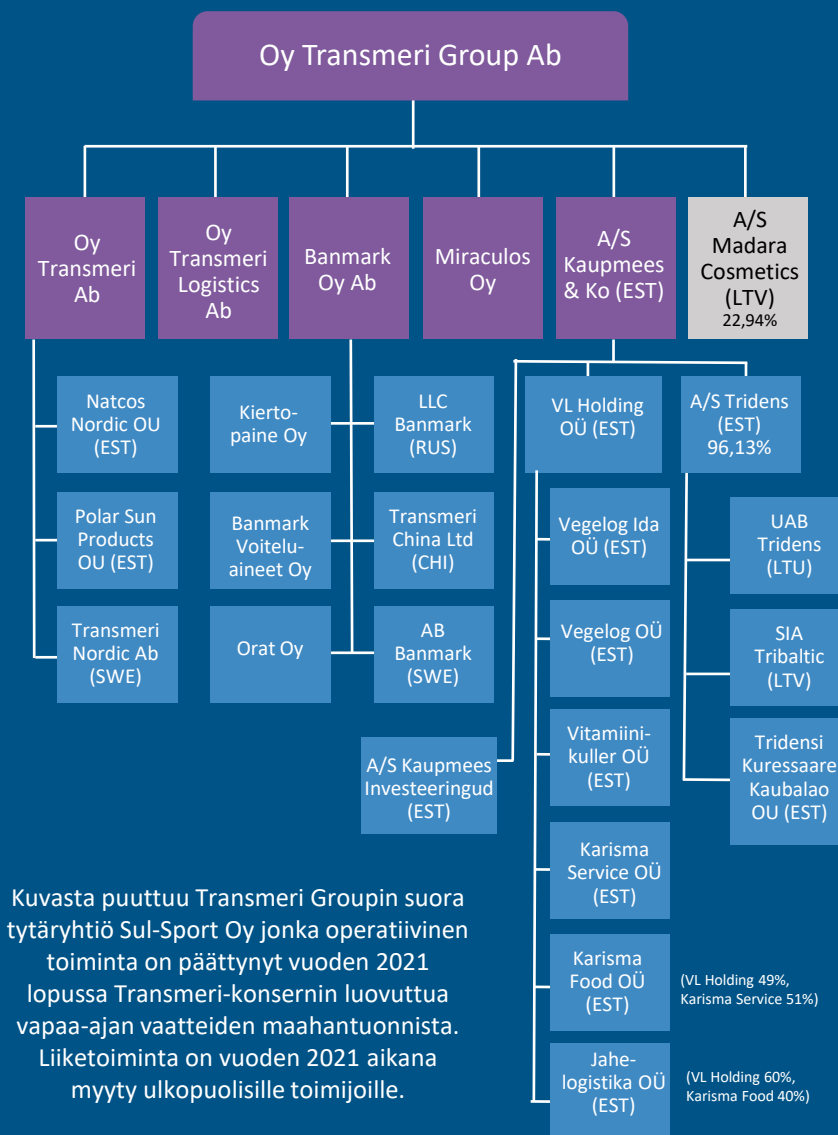 Oy Transmeri Group Ab
Oy
Transmeri
Ab
Oy
Transmeri
Logistics
Ab
Banmark
Oy Ab
Miraculos
Oy
A/S
Kaupmees
& Ko (EST)
A/S
Madara
Cosmetics
(LTV)
22,94%
Natcos
Nordic OU
(EST)
Polar Sun
Products
OU (EST)
Transmeri
Nordic Ab
(SWE)
Kierto-
paine Oy
Banmark
Voitelu-
aineet Oy
Orat Oy
LLC
Banmark
(RUS)
Transmeri
China Ltd
(CHI)
AB
Banmark
(SWE)
A/S Kaupmees
Investeeringud
(EST)
VL Holding
OÜ (EST)
Vegelog Ida
OÜ (EST)
Vegelog OÜ
(EST)
Vitamiini-
kuller OÜ
(EST)
Karisma
Service OÜ
(EST)
Karisma
Food OÜ
(EST)
(VL Holding 49%,
Karisma Service 51%)
Jahe-
logistika OÜ
(EST)
(VL Holding 60%,
Karisma Food 40%)
A/S Tridens
(EST)
96,13%
UAB
Tridens
(LTU)
SIA
Tribaltic
(LTV)
Tridensi
Kuressaare
Kaubalao
OU (EST)
Kuvasta puuttuu Transmeri Groupin suora
tytäryhtiö Sul-Sport Oy jonka operatiivinen
toiminta on päättynyt vuoden 2021
lopussa Transmeri-konsernin luovuttua
vapaa-ajan vaatteiden maahantuonnista.
Liiketoiminta on vuoden 2021 aikana
myyty ulkopuolisille toimijoille.